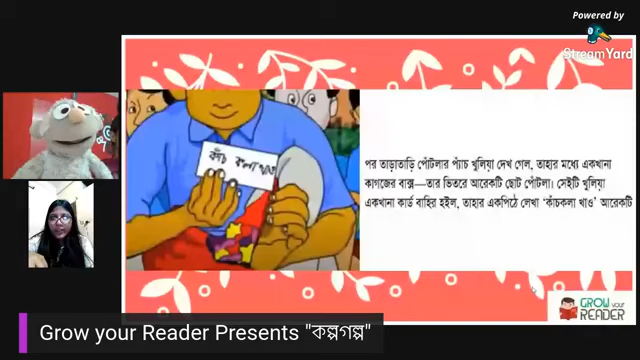 Powered by
StreamYard
কাঁচ কলা খাও
পর তাড়াতাড়ি পোঁটলার প্যাঁচ খুলিয়া দেখ গেল, তাহার মধ্যে একখানা
কাগজের বাক্স—তার ভিতরে আরেকটি ছোট পোঁটলা। সেইটি খুলিয়া
একখানা কার্ড বাহির হইল, তাহার একপিঠে লেখা 'কাঁচকলা খাও' আরেকটি
GROW your
READER
Grow your Reader Presents "কল্পগল্প"